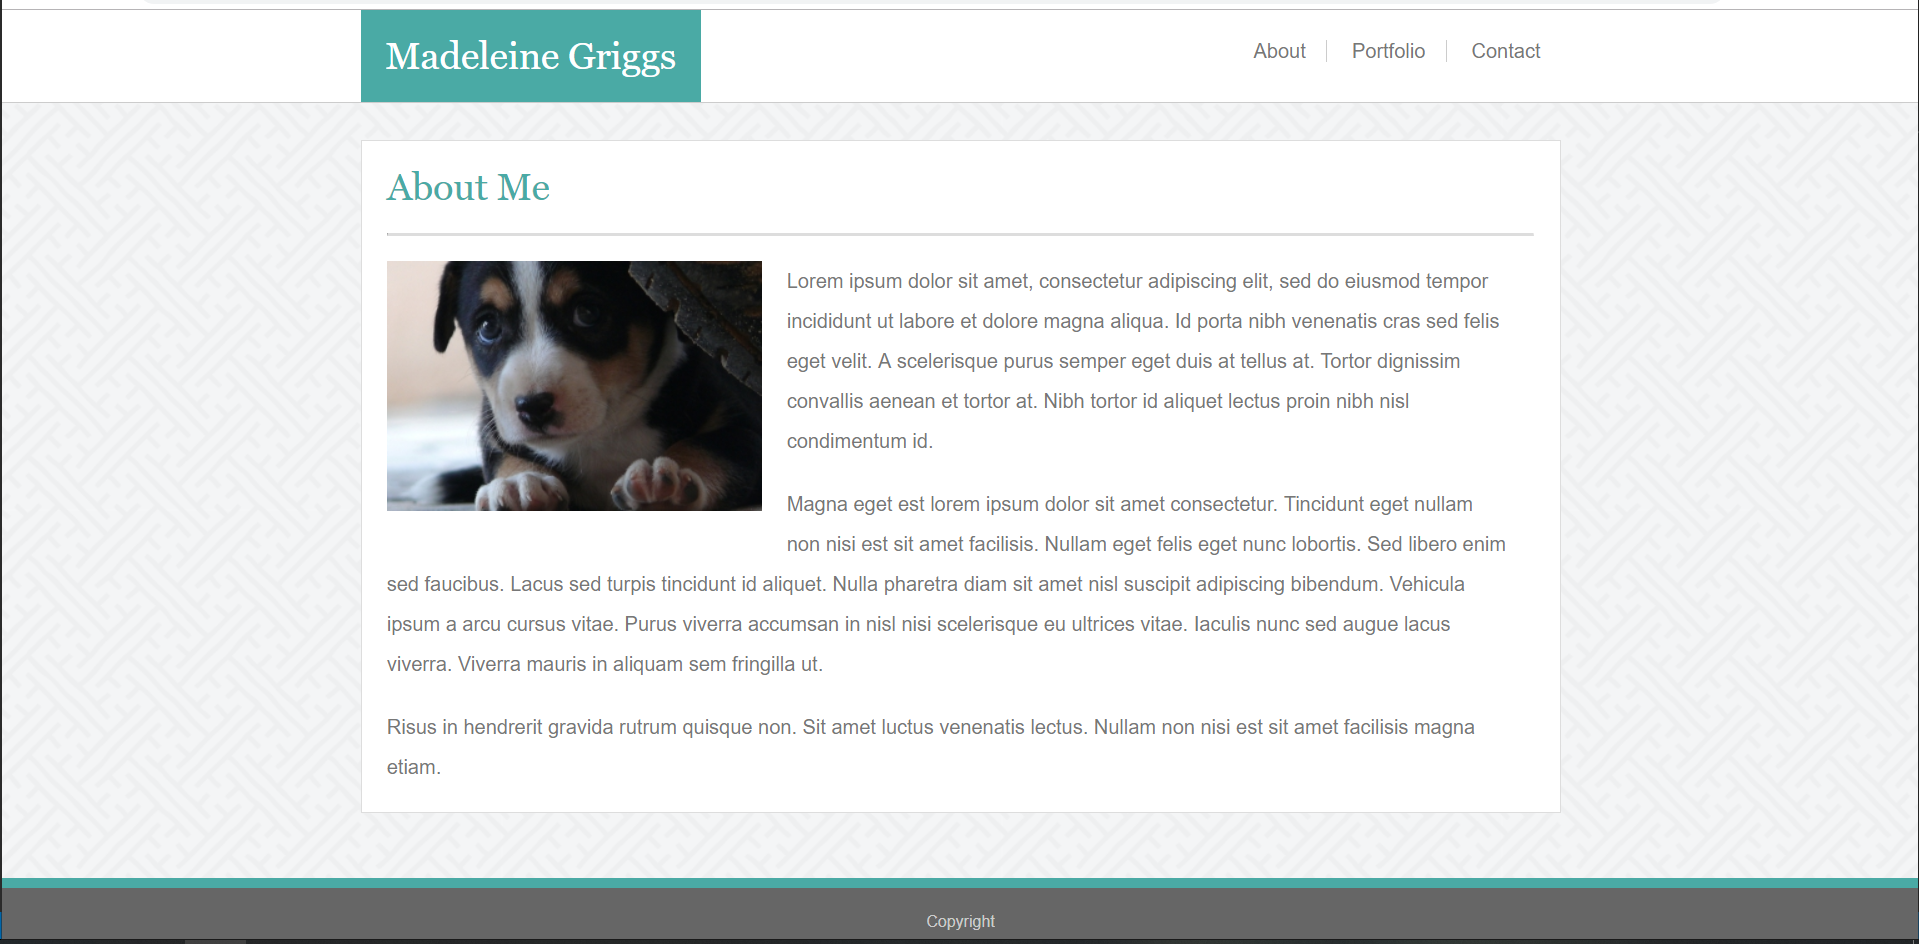 Madeleine Griggs
About
Portfolio
Contact
About Me
Lorem ipsum dolor sit amet, consectetur adipiscing elit, sed do eiusmod tempor
incididunt ut labore et dolore magna aliqua. Id porta nibh venenatis cras sed felis
eget velit. A scelerisque purus semper eget duis at tellus at. Tortor dignissim
convallis aenean et tortor at. Nibh tortor id aliquet lectus proin nibh nisl
condimentum id.
Magna eget est lorem ipsum dolor sit amet consectetur. Tincidunt eget nullam
non nisi est sit amet facilisis. Nullam eget felis eget nunc lobortis. Sed libero enim
sed faucibus. Lacus sed turpis tincidunt id aliquet. Nulla pharetra diam sit amet nisl suscipit adipiscing bibendum. Vehicula
ipsum a arcu cursus vitae. Purus viverra accumsan in nisl nisi scelerisque eu ultrices vitae. Iaculis nunc sed augue lacus
viverra. Viverra mauris in aliquam sem fringilla ut.
Risus in hendrerit gravida rutrum quisque non. Sit amet luctus venenatis lectus. Nullam non nisi est sit amet facilisis magna
etiam.
Copyright